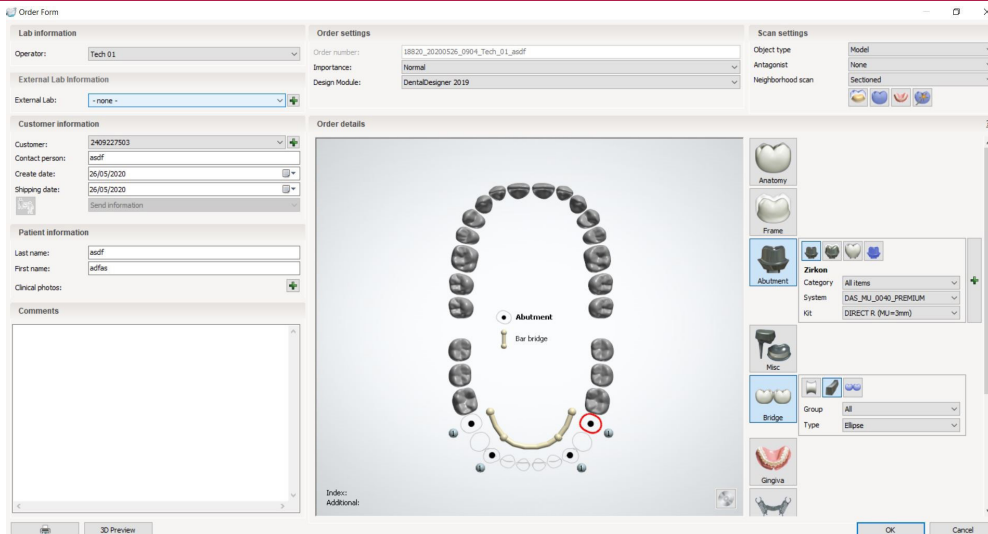 Order Form
Lab information
Operator: Tech 01
External Lab Information
External Lab: - none -
Customer information
Customer: 2409227503
Contact person: asdf
Create date: 26/05/2020
Shipping date: 26/05/2020
Send information
Patient information
Last name: asdf
First name: adfas
Clinical photos:
Comments
3D Preview
Order settings
Order number: 18820_20200526_0904_Tech_01_asdf
Importance: Normal
Design Module: DentalDesigner 2019
Order details
Abutment
Bar bridge
Index:
Additional:
Scan settings
Object type Model
Antagonist None
Neighborhood scan Sectioned
Anatomy
Frame
Abutment
Zirkon
Category All items
System DAS_MU_0040_PREMIUM
Kit DIRECT R (MU=3mm)
Misc
Bridge
Group All
Type Ellipse
Gingiva
OK Cancel